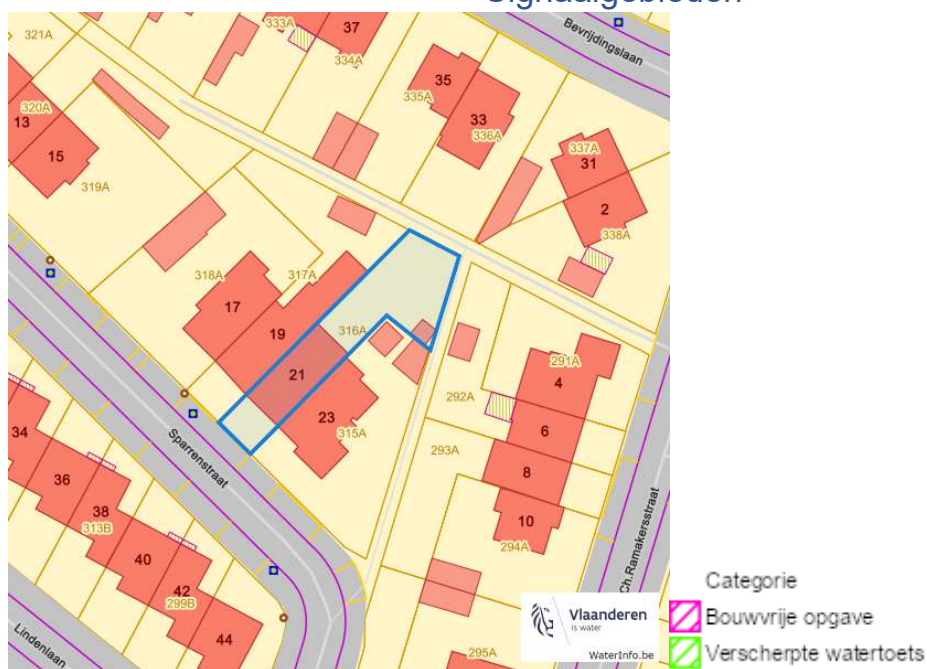 Signaalgebieden
333A
37
321A
334A
Bevrijdingslaan
35
335A
33
336A
320A
13
15
319A
337A
31
2
338A
318A
317A
17
19
316A
21
23
315A
291A
4
292A
6
293A
8
10
294A
34
Sparrenstraat
36
38
313B
40
42
299B
44
Lindenlaan
Ch.Ramakersstraat
295A
Vlaanderen
is water
WaterInfo.be
Categorie
Bouwvrije opgave
Verscherpte watertoets